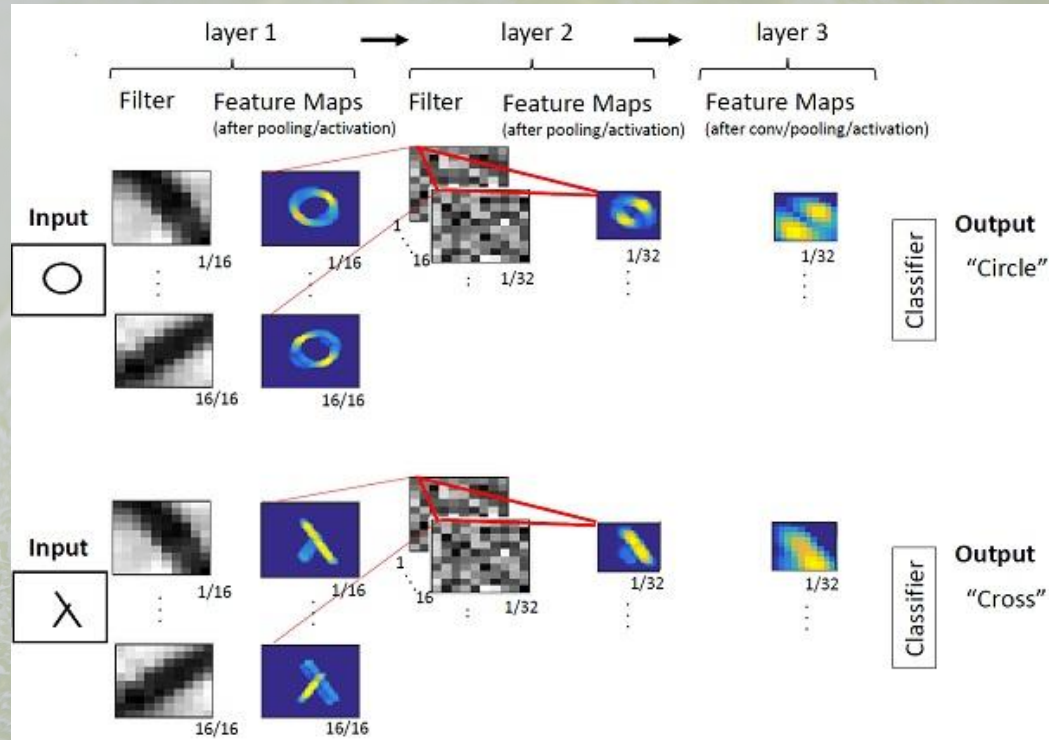 layer 1
layer 2
layer 3
Filter
Feature Maps
(after pooling/activation)
Filter
Feature Maps
(after pooling/activation)
Feature Maps
(after conv/pooling/activation)
Input
1/16
1/16
1
16
1/32
1/32
1/32
Classifier
Output
"Circle"
16/16
16/16
Input
1/16
1/16
1
16
1/32
1/32
1/32
Classifier
Output
"Cross"
16/16
16/16